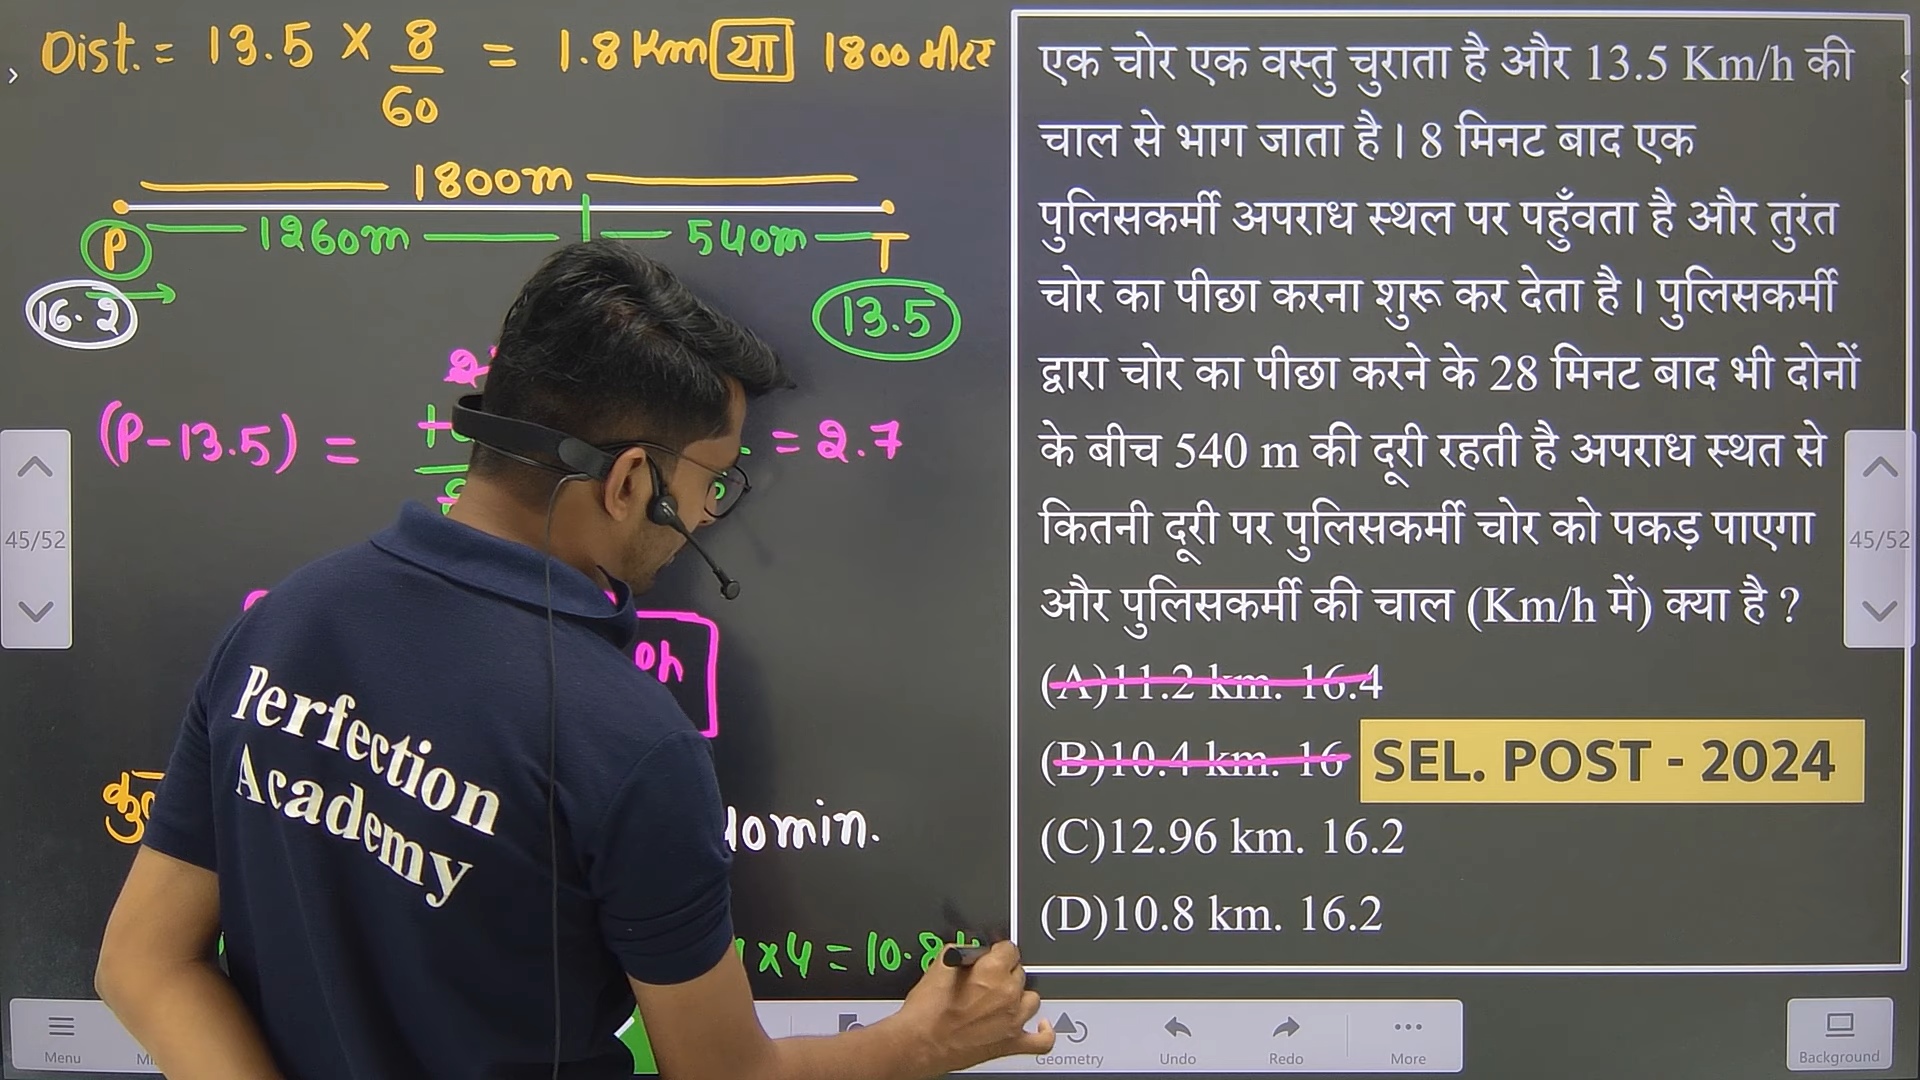 Dist. = 13.5 × 8/60 = 1.8 Km या 1800 मीटर
1800m
1260m 540m
P T
16.2 13.5
(P-13.5) = = 2.7
ph
10min.
×4 = 10.8
Perfection
Academy
एक चोर एक वस्तु चुराता है और 13.5 Km/h की
चाल से भाग जाता है। 8 मिनट बाद एक
पुलिसकर्मी अपराध स्थल पर पहुँवता है और तुरंत
चोर का पीछा करना शुरू कर देता है। पुलिसकर्मी
द्वारा चोर का पीछा करने के 28 मिनट बाद भी दोनों
के बीच 540 m की दूरी रहती है अपराध स्थत से
कितनी दूरी पर पुलिसकर्मी चोर को पकड़ पाएगा
और पुलिसकर्मी की चाल (Km/h में) क्या है ?
(A)11.2 km. 16.4
(B)10.4 km. 16
SEL. POST - 2024
(C)12.96 km. 16.2
(D)10.8 km. 16.2
45/52
45/52
Menu
Geometry
Undo
Redo
More
Background